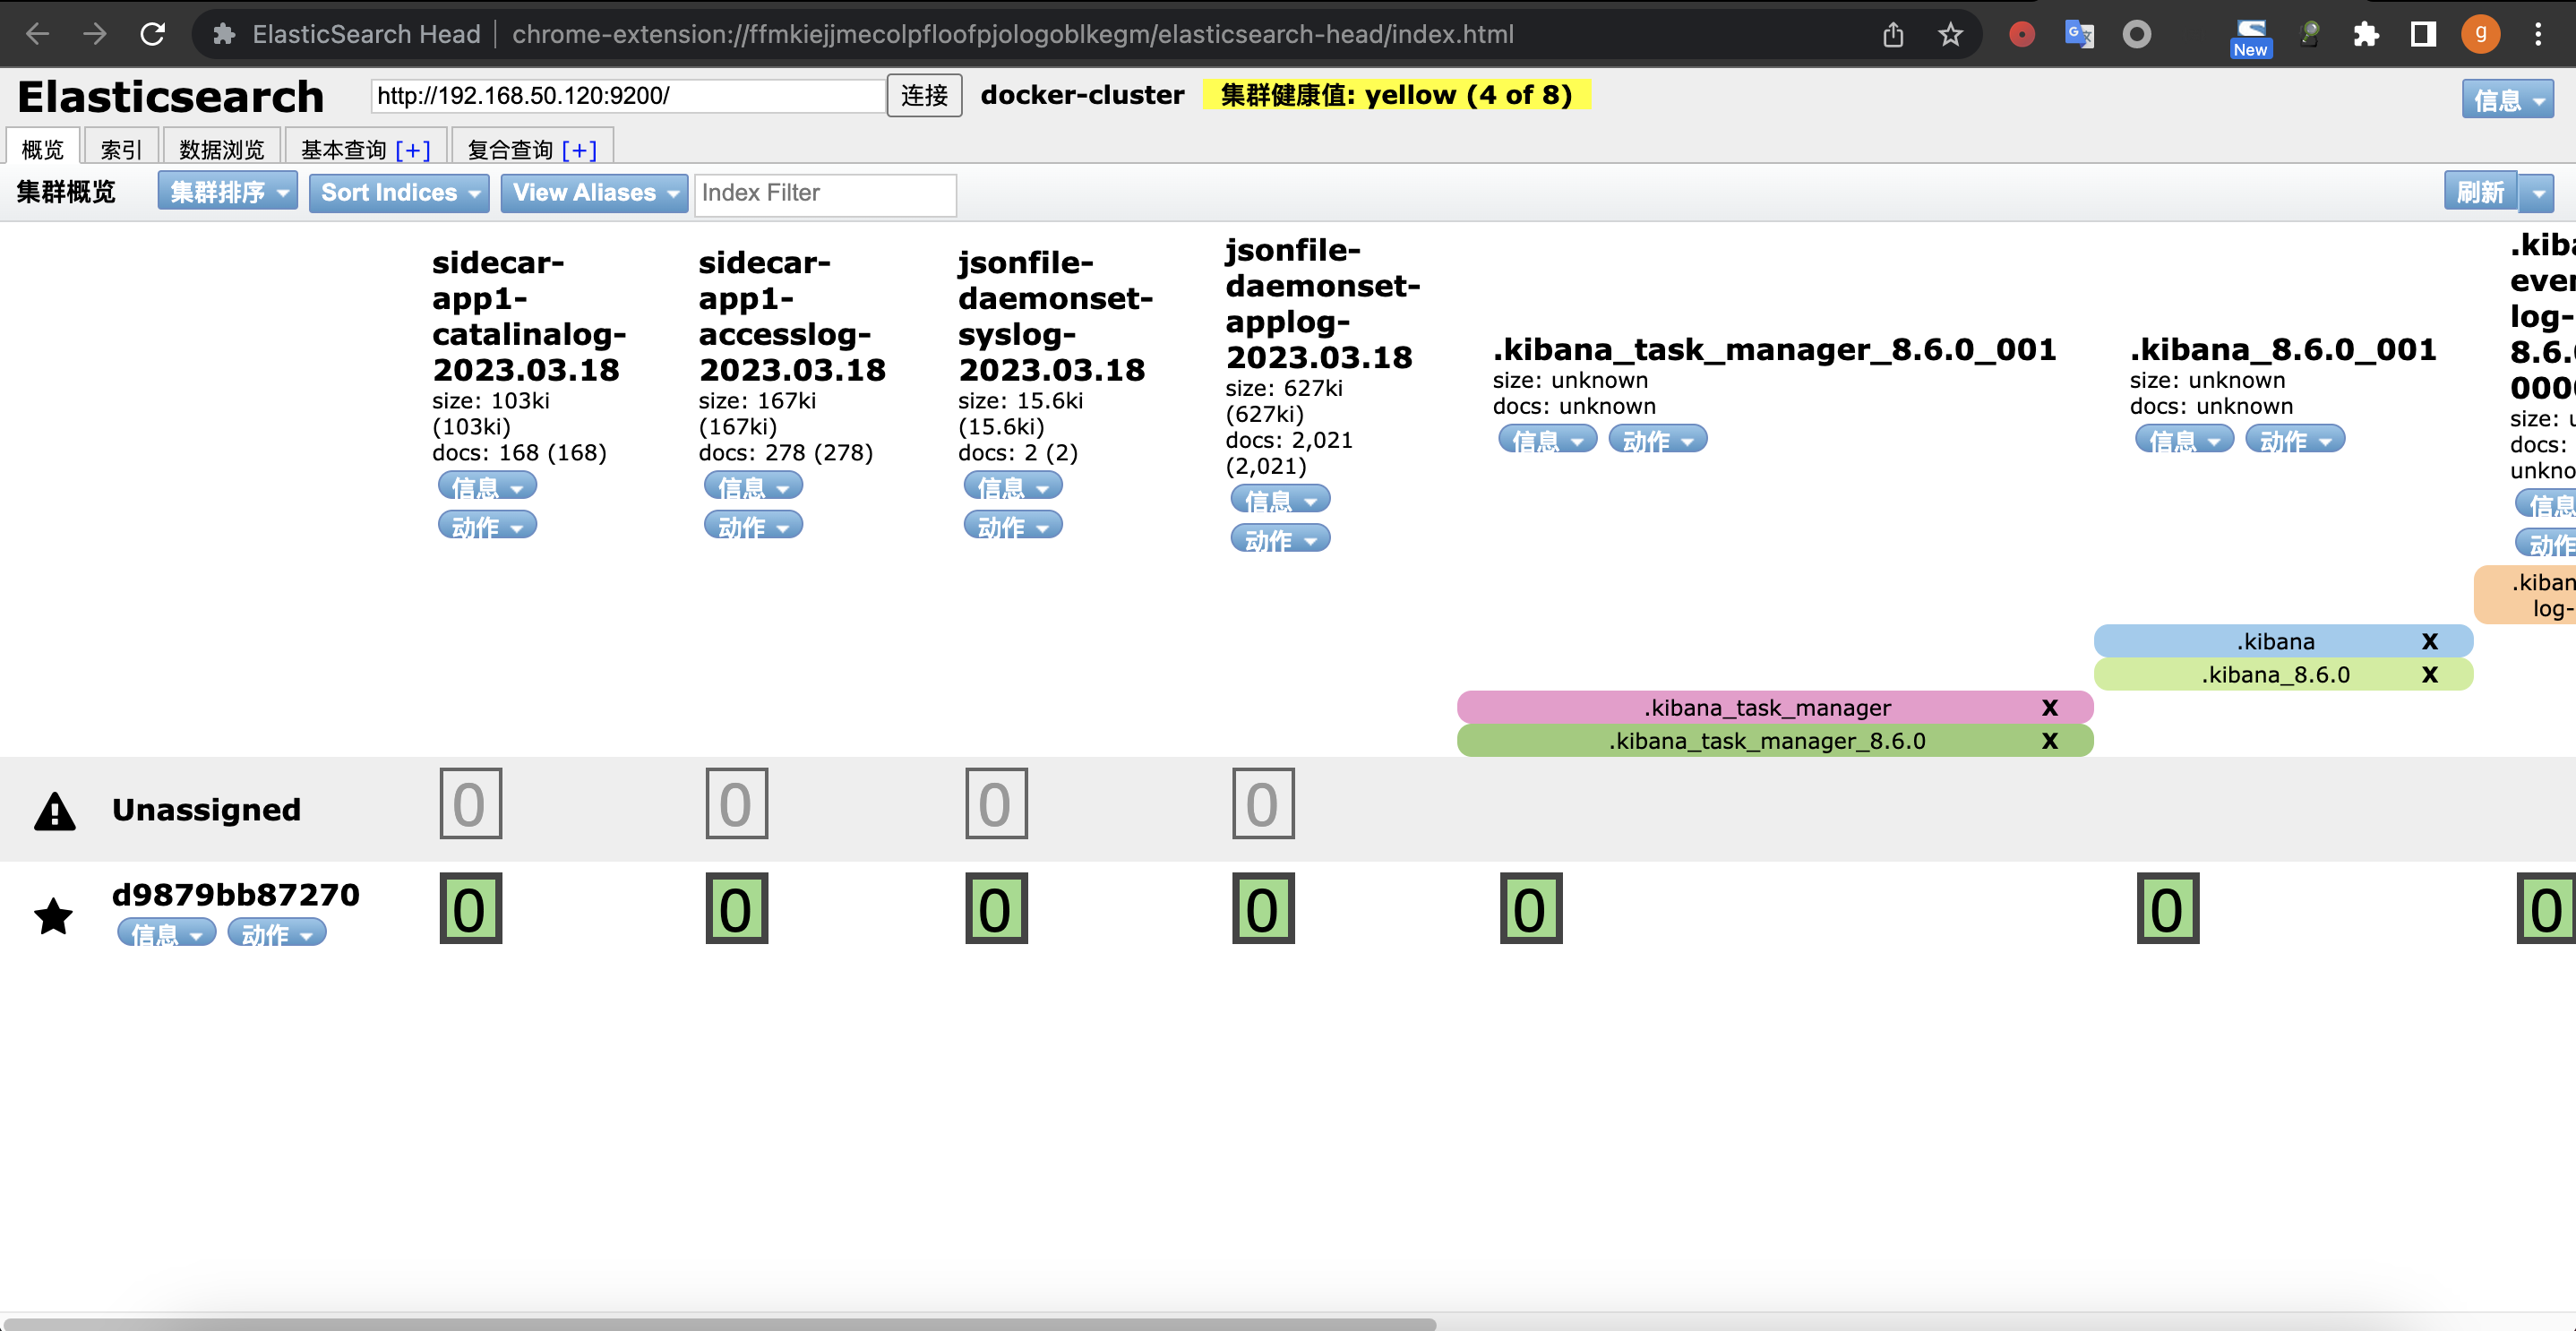 ElasticSearch Head | chrome-extension://ffmkiejjmecolpfloofpjologoblkegm/elasticsearch-head/index.html
New
g
Elasticsearch
http://192.168.50.120:9200/
连接
docker-cluster
集群健康值: yellow (4 of 8)
信息
概览
索引
数据浏览
基本查询 [+]
复合查询 [+]
集群概览
集群排序
Sort Indices
View Aliases
Index Filter
刷新
sidecar-
app1-
catalinalog-
2023.03.18
size: 103ki
(103ki)
docs: 168 (168)
信息
动作
sidecar-
app1-
accesslog-
2023.03.18
size: 167ki
(167ki)
docs: 278 (278)
信息
动作
jsonfile-
daemonset-
syslog-
2023.03.18
size: 15.6ki
(15.6ki)
docs: 2 (2)
信息
动作
jsonfile-
daemonset-
applog-
2023.03.18
size: 627ki
(627ki)
docs: 2,021
(2,021)
信息
动作
.kibana_task_manager_8.6.0_001
size: unknown
docs: unknown
信息
动作
.kibana_8.6.0_001
size: unknown
docs: unknown
信息
动作
log-
size:
docs:
信息
动作
log-
.kibana X
.kibana_8.6.0 X
.kibana_task_manager X
.kibana_task_manager_8.6.0 X
Unassigned
0 0 0 0
d9879bb87270
信息 动作
0 0 0 0 0 0 0